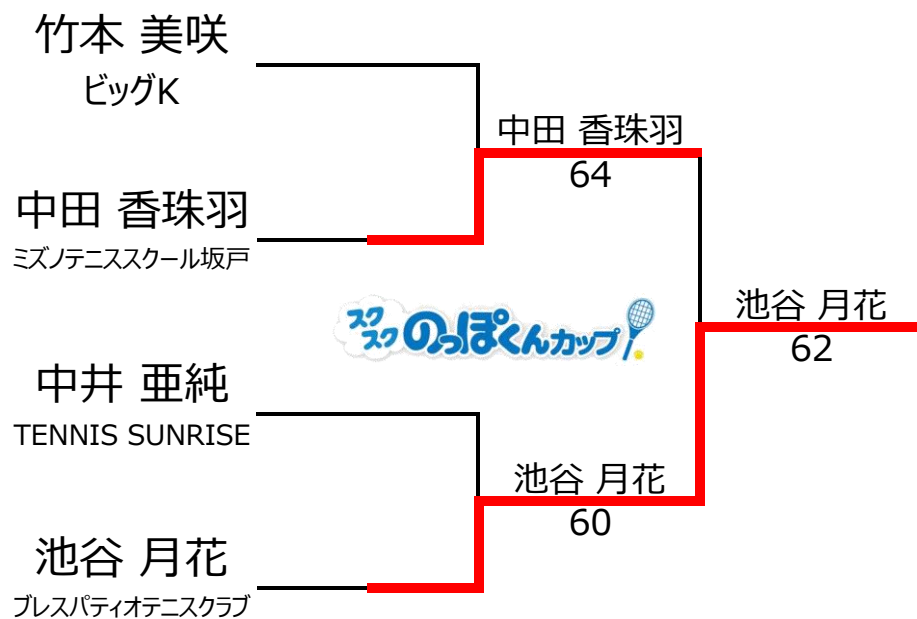 竹本 美咲
ビッグK
中田 香珠羽
64
中田 香珠羽
ミズノテニススクール坂戸
スクスク のっぽくんカップ
池谷 月花
62
中井 亜純
TENNIS SUNRISE
池谷 月花
60
池谷 月花
ブレスパティオテニスクラブ